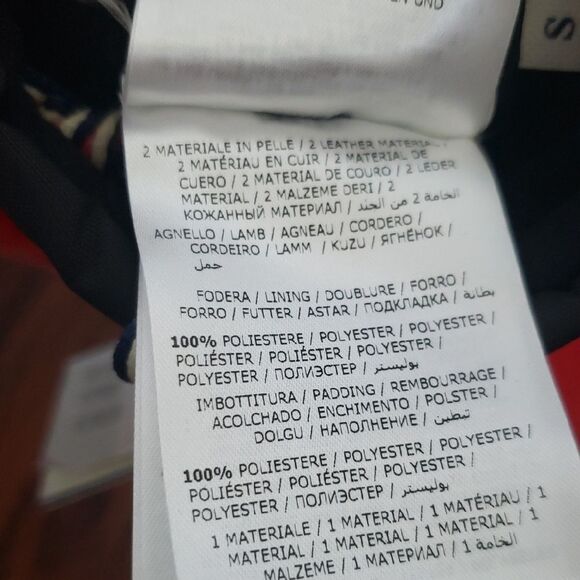 UND
S
2 MATERIALE IN PELLE / 2 LEATHER MATERIAL /
2 MATÉRIAU EN CUIR / 2 MATERIAL DE
CUERO / 2 MATERIAL DE COURO / 2 LEDER
MATERIAL / 2 MALZEME DERI / 2
КОЖАННЫЙ МАТЕРИАЛ / الخامة 2 من الجلد
AGNELLO / LAMB / AGNEAU / CORDERO /
CORDEIRO / LAMM / KUZU / ЯГНЁНОК /
حمل
FODERA / LINING / DOUBLURE / FORRO /
FORRO / FUTTER / ASTAR / ПОДКЛАДКА / بطانة
100% POLIESTERE / POLYESTER / POLYESTER /
POLIÉSTER / POLIÉSTER / POLYESTER /
POLYESTER / ПОЛИЭСТЕР / بوليستر
IMBOTTITURA / PADDING / REMBOURRAGE /
ACOLCHADO / ENCHIMENTO / POLSTER /
DOLGU / НАПОЛНЕНИЕ / تبطين
100% POLIESTERE / POLYESTER / POLYESTER /
POLIÉSTER / POLIÉSTER / POLYESTER /
POLYESTER / ПОЛИЭСТЕР / بوليستر
1 MATERIALE / 1 MATERIAL / 1 MATÉRIAU / 1
MATERIAL / 1 MATERIAL / 1 MATERIAL / 1
MALZEME / 1 МАТЕРИАЛ / الخامة 1